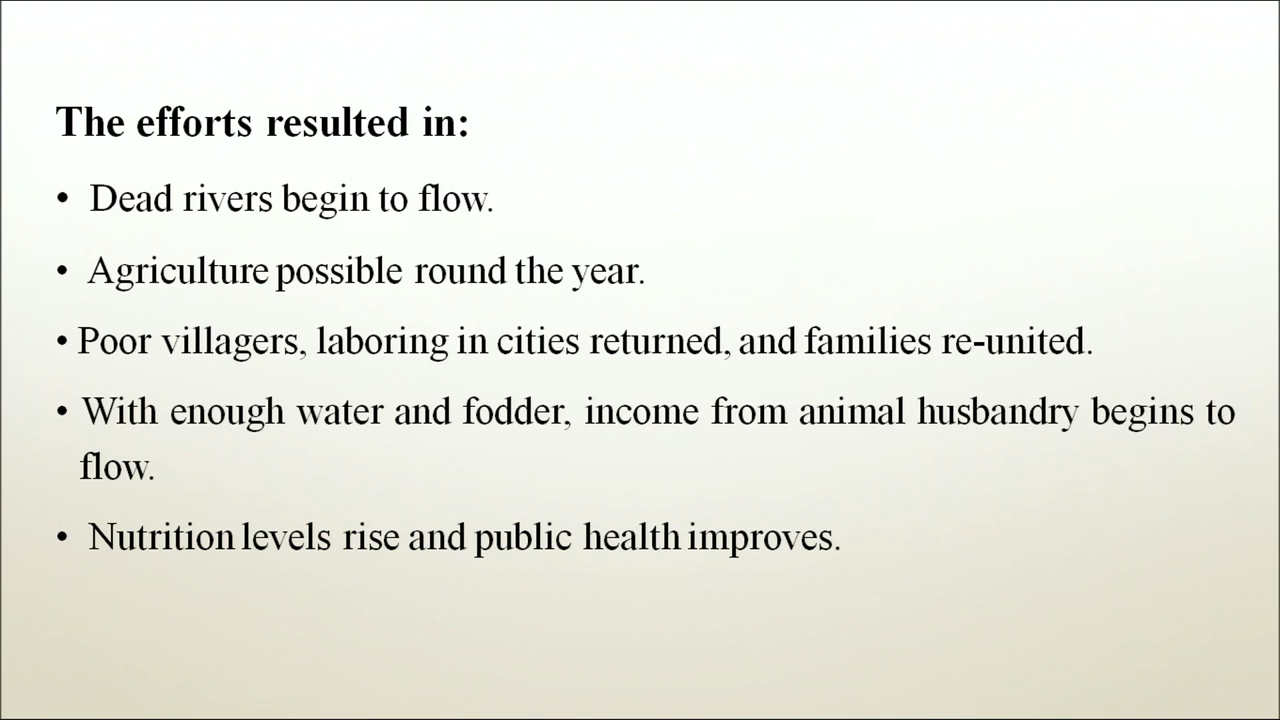 The efforts resulted in:
• Dead rivers begin to flow.
• Agriculture possible round the year.
• Poor villagers, laboring in cities returned, and families re-united.
• With enough water and fodder, income from animal husbandry begins to
flow.
• Nutrition levels rise and public health improves.